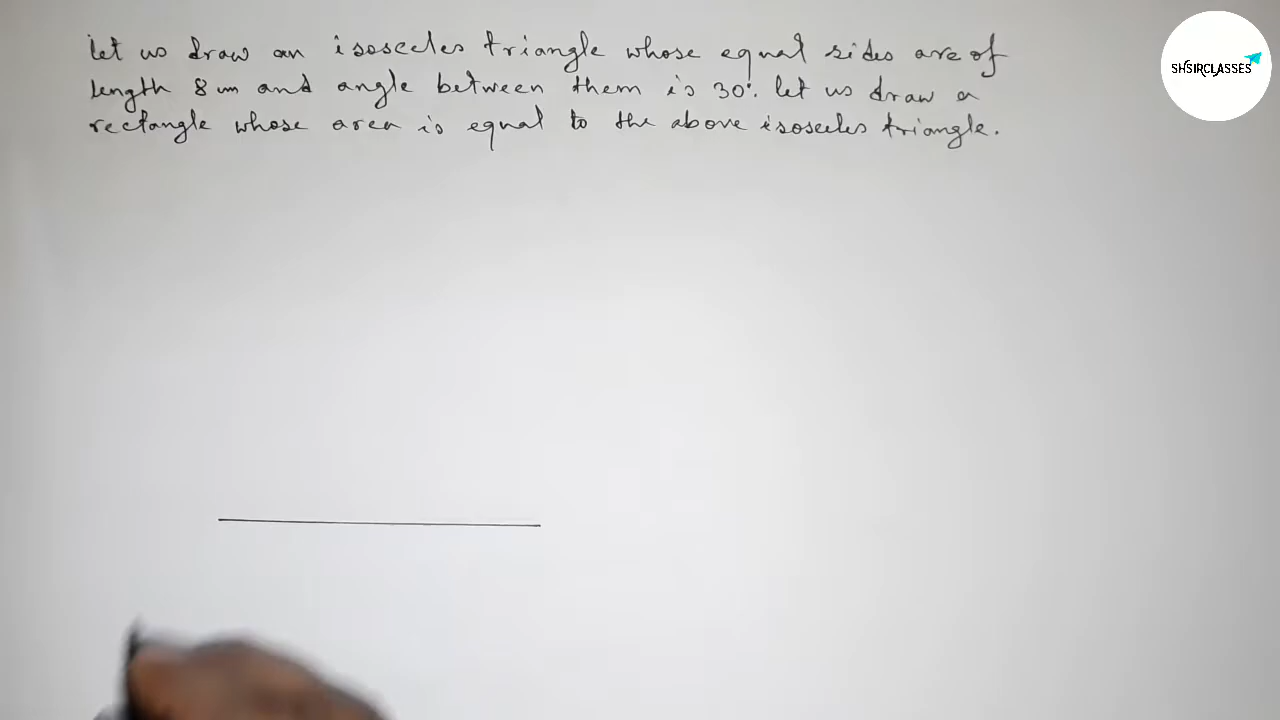 let us draw an isosceles triangle whose equal sides are of
length 8 cm and angle between them is 30°. let us draw a
rectangle whose area is equal to the above isosceles triangle.
SHSIRCLASSES